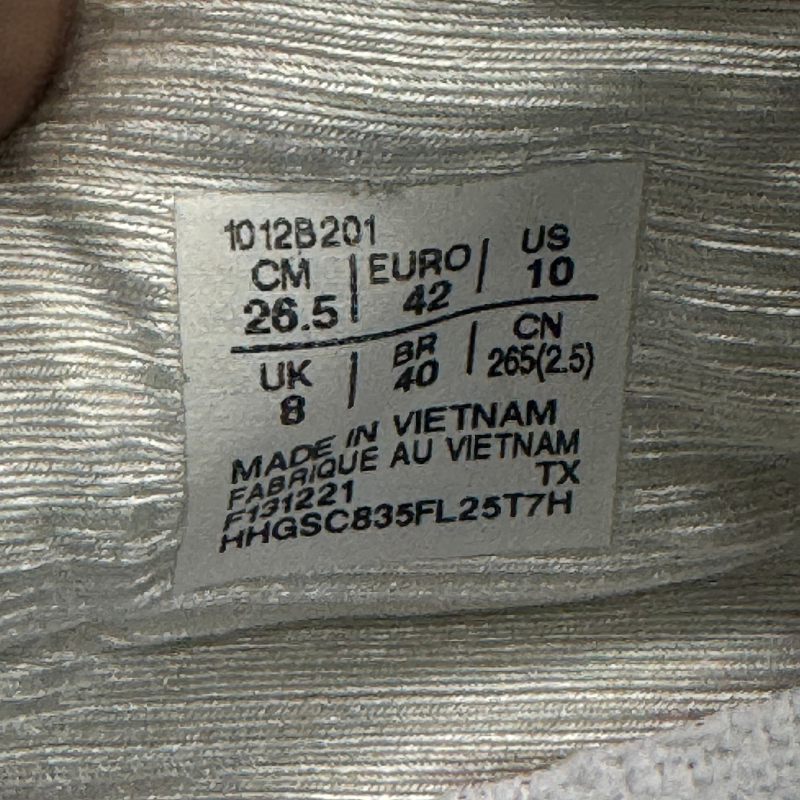 1012B201
CM | EURO | US
26.5 | 42 | 10
UK | BR | CN
8 | 40 | 265(2.5)
MADE IN VIETNAM
FABRIQUE AU VIETNAM
F131221 TX
HHGSC835FL25T7H